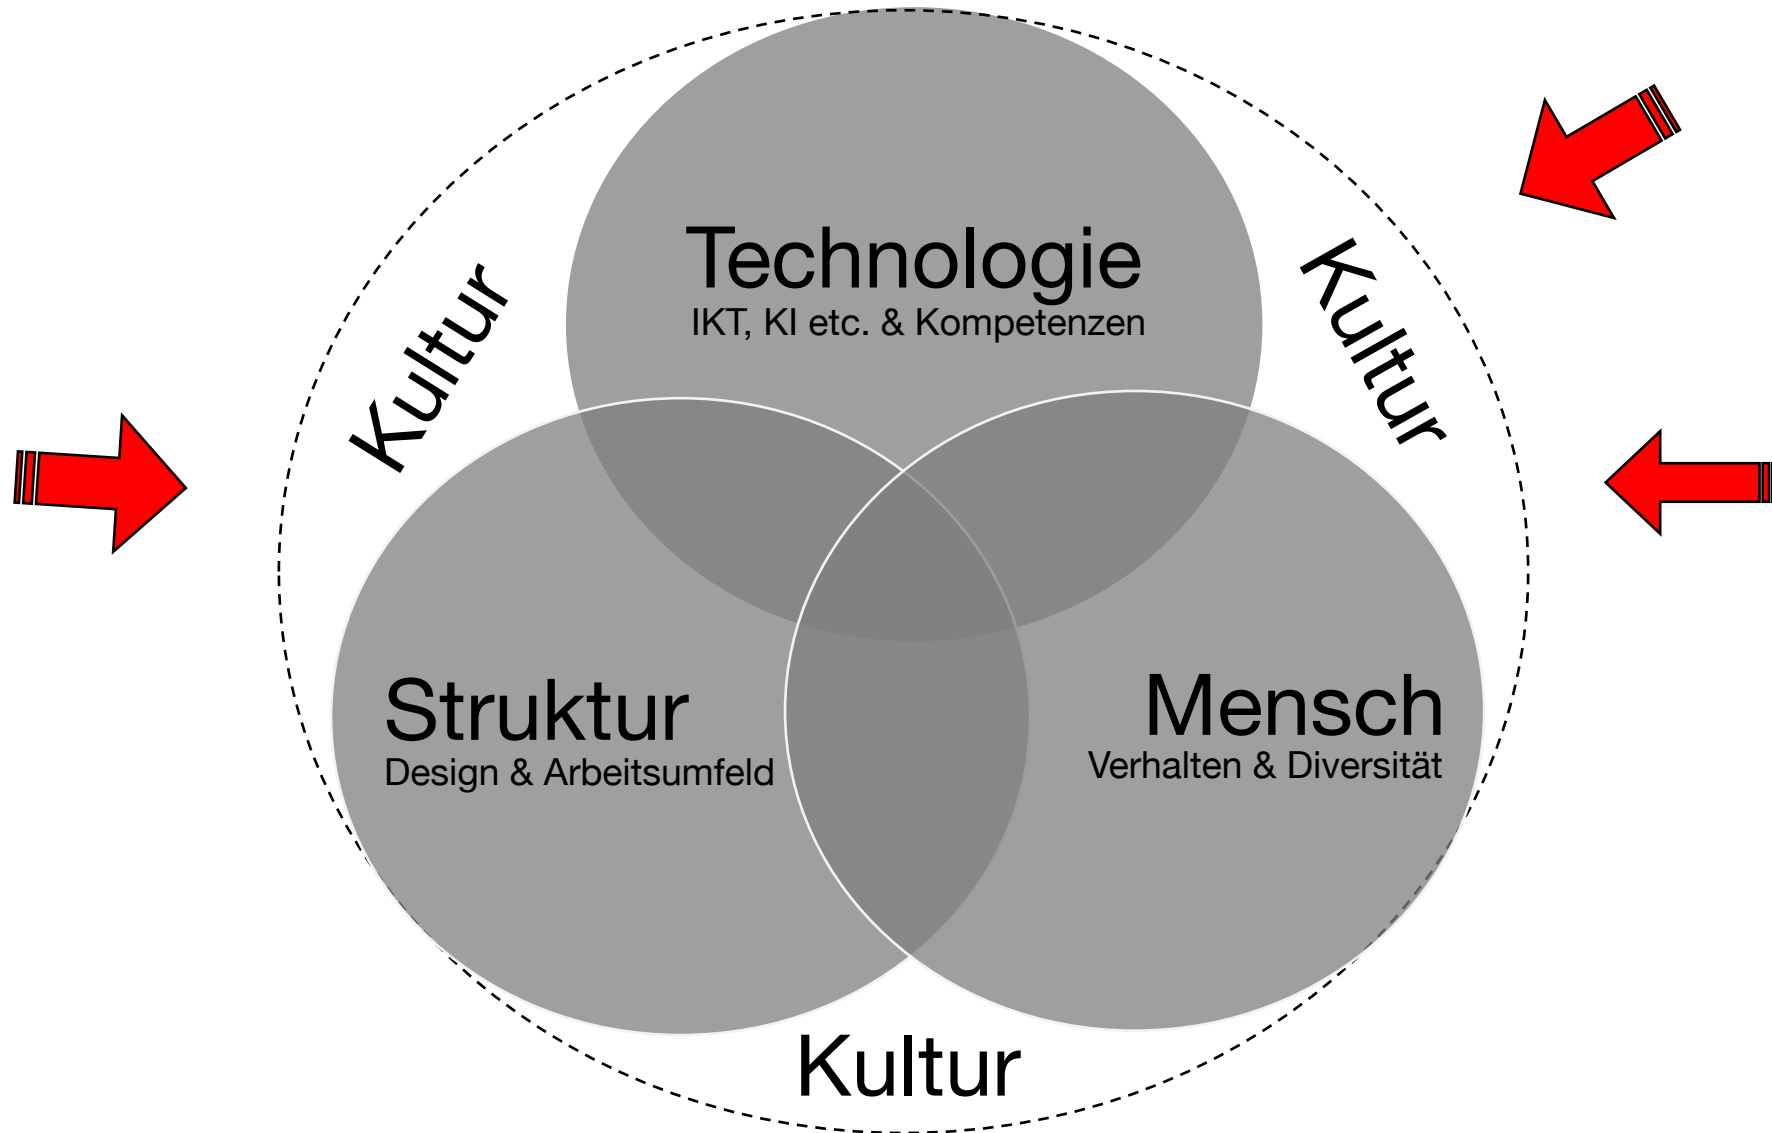 Technologie
IKT, KI etc. & Kompetenzen
Kultur
Kultur
Struktur
Design & Arbeitsumfeld
Mensch
Verhalten & Diversität
Kultur